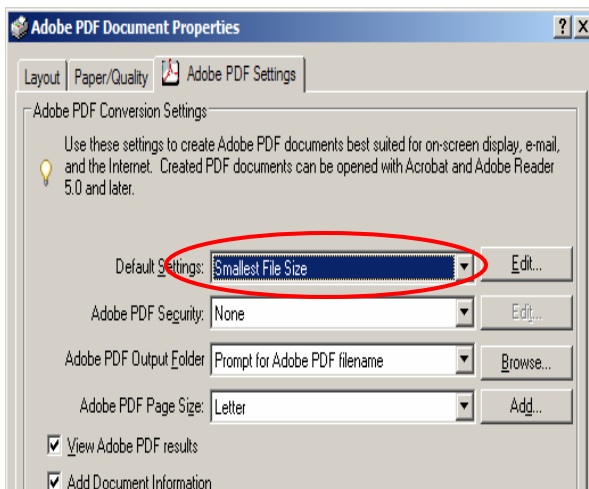 Adobe PDF Document Properties
Layout Paper/Quality Adobe PDF Settings
Adobe PDF Conversion Settings
Use these settings to create Adobe PDF documents best suited for on-screen display, e-mail,
and the Internet. Created PDF documents can be opened with Acrobat and Adobe Reader
5.0 and later.
Default Settings: Smallest File Size Edit...
Adobe PDF Security: None Edit...
Adobe PDF Output Folder Prompt for Adobe PDF filename Browse...
Adobe PDF Page Size: Letter Add...
View Adobe PDF results
Add Document Information